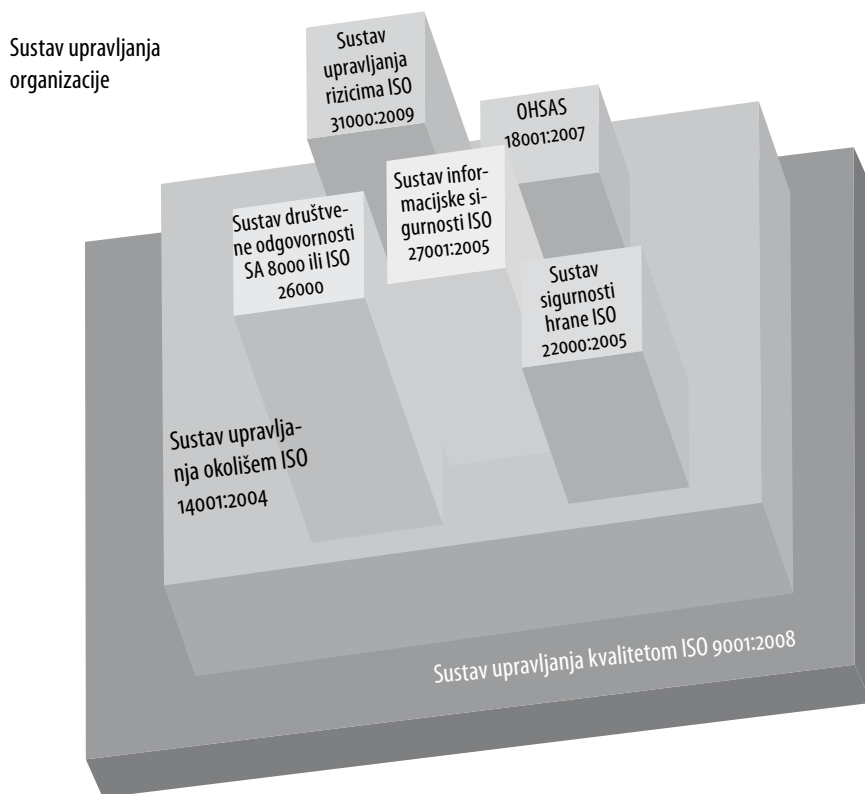 Sustav upravljanja
organizacije
Sustav
upravljanja
rizicima ISO
31000:2009
OHSAS
18001:2007
Sustav infor-
macijske si-
gurnosti ISO
27001:2005
Sustav društve-
ne odgovornosti
SA 8000 ili ISO
26000
Sustav
sigurnosti
hrane ISO
22000:2005
Sustav upravlja-
nja okolišem ISO
14001:2004
Sustav upravljanja kvalitetom ISO 9001:2008